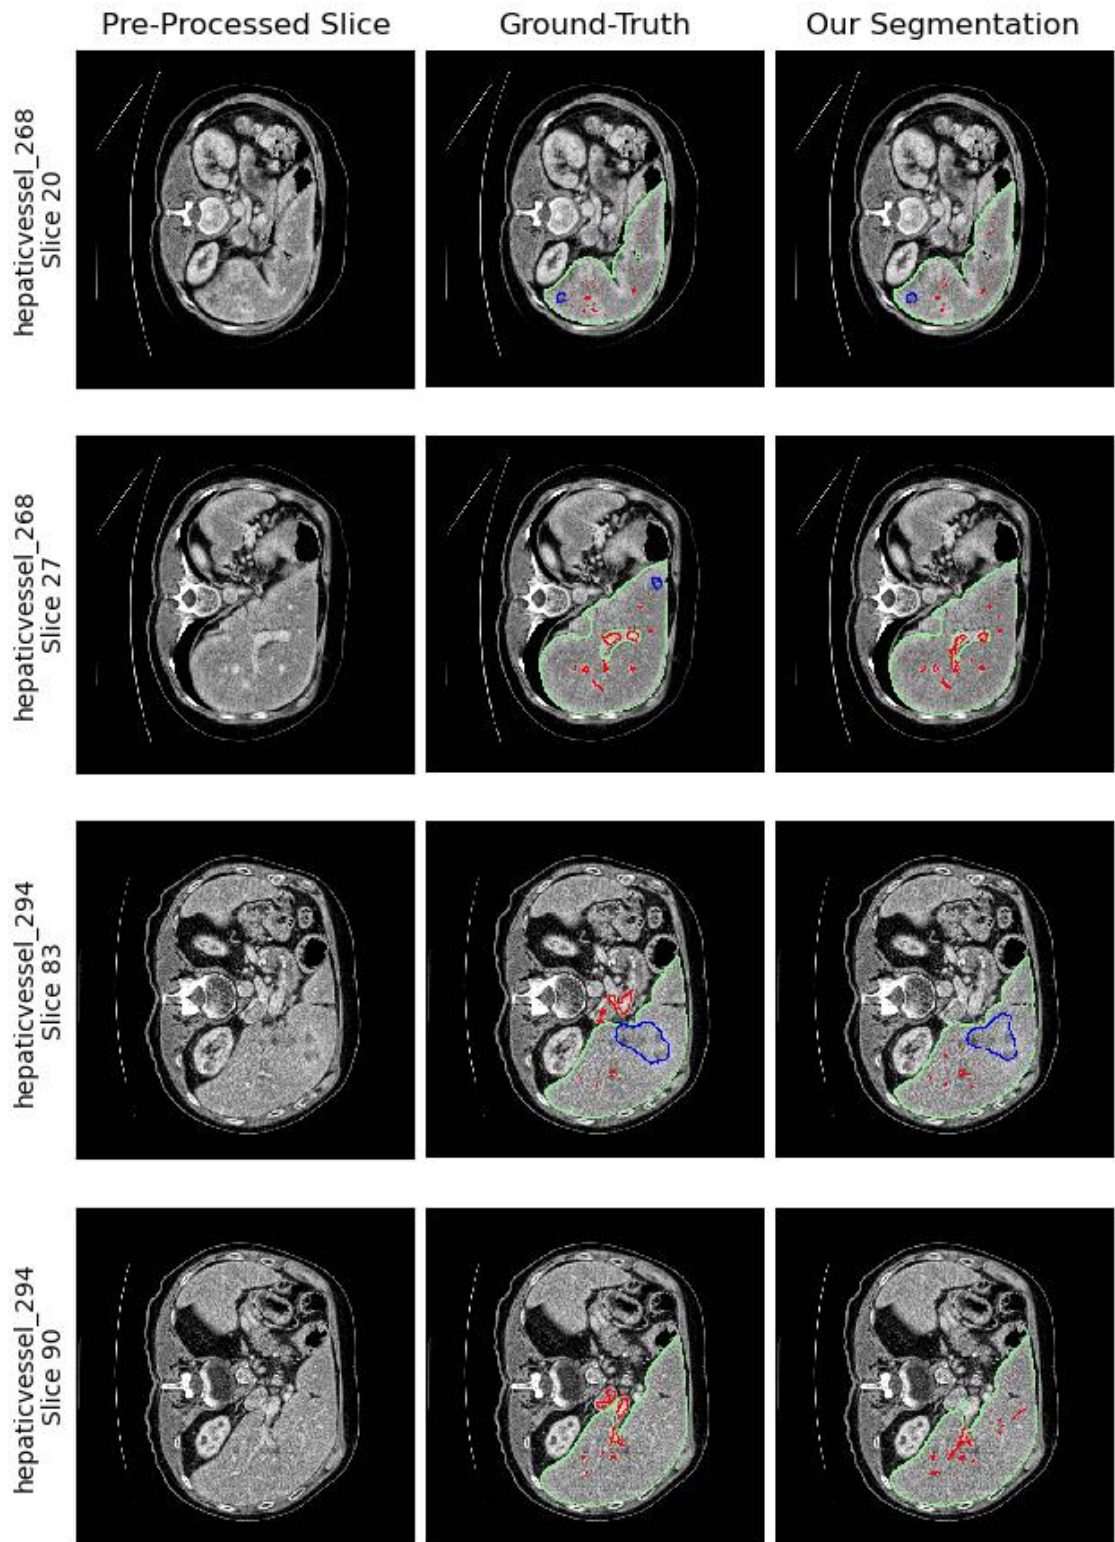 Pre-Processed Slice
Ground-Truth
Our Segmentation
hepaticvessel_268
Slice 20
hepaticvessel_268
Slice 27
hepaticvessel_294
Slice 83
hepaticvessel_294
Slice 90